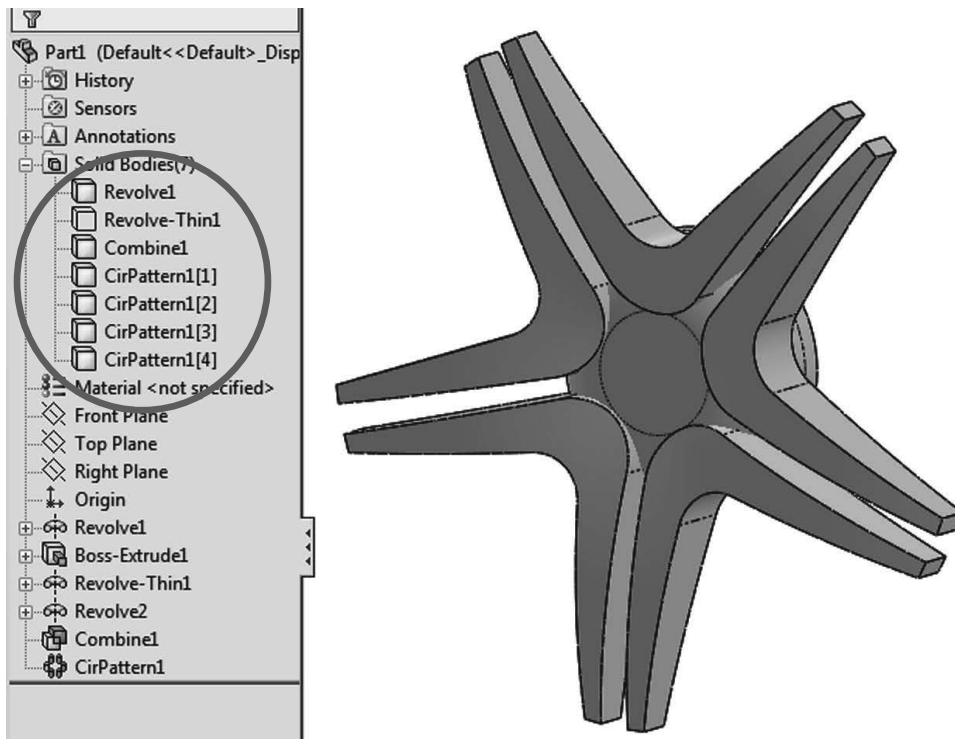 Part1 (Default<<Default>_Disp
History
Sensors
A Annotations
Solid Bodies(7)
Revolve1
Revolve-Thin1
Combine1
CirPattern1[1]
CirPattern1[2]
CirPattern1[3]
CirPattern1[4]
Material <not specified>
Front Plane
Top Plane
Right Plane
Origin
Revolve1
Boss-Extrude1
Revolve-Thin1
Revolve2
Combine1
CirPattern1